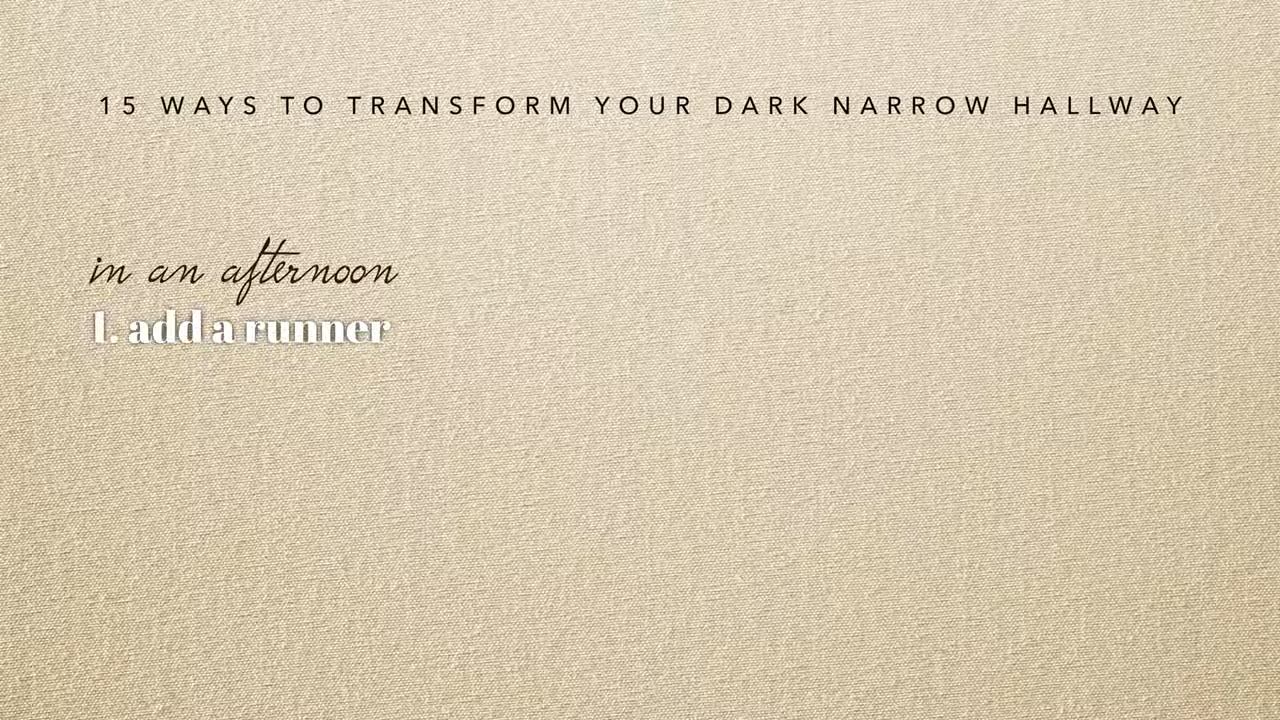 15 WAYS TO TRANSFORM YOUR DARK NARROW HALLWAY
in an afternoon
1. add a runner